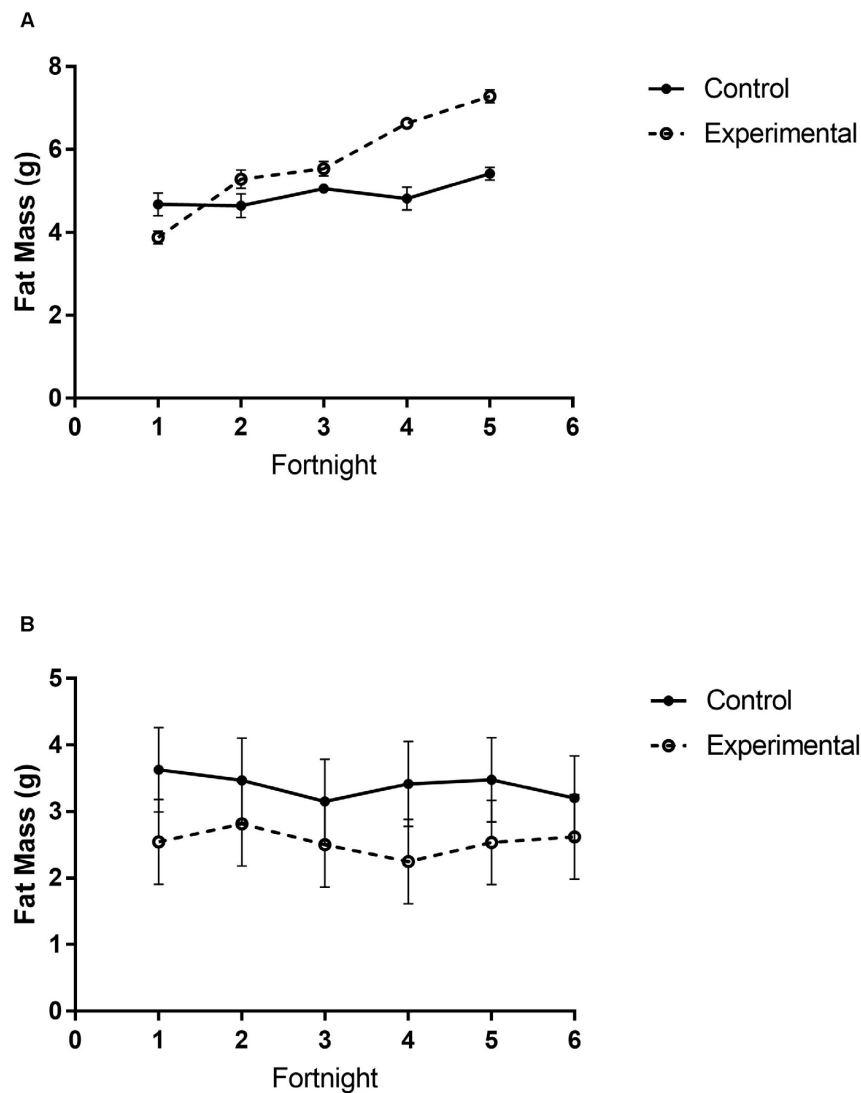 A
8
6
4
2
0
Fat Mass (g)
0 1 2 3 4 5 6
Fortnight
Control
Experimental
B
5
4
3
2
1
0
Fat Mass (g)
0 1 2 3 4 5 6
Fortnight
Control
Experimental